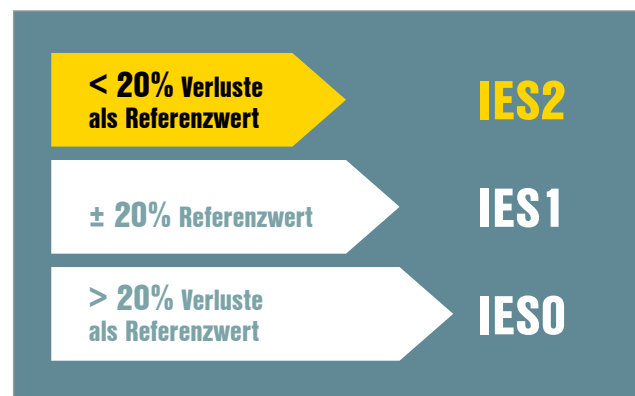 < 20% Verluste
als Referenzwert
IES2
± 20% Referenzwert
IES1
> 20% Verluste
als Referenzwert
IES0